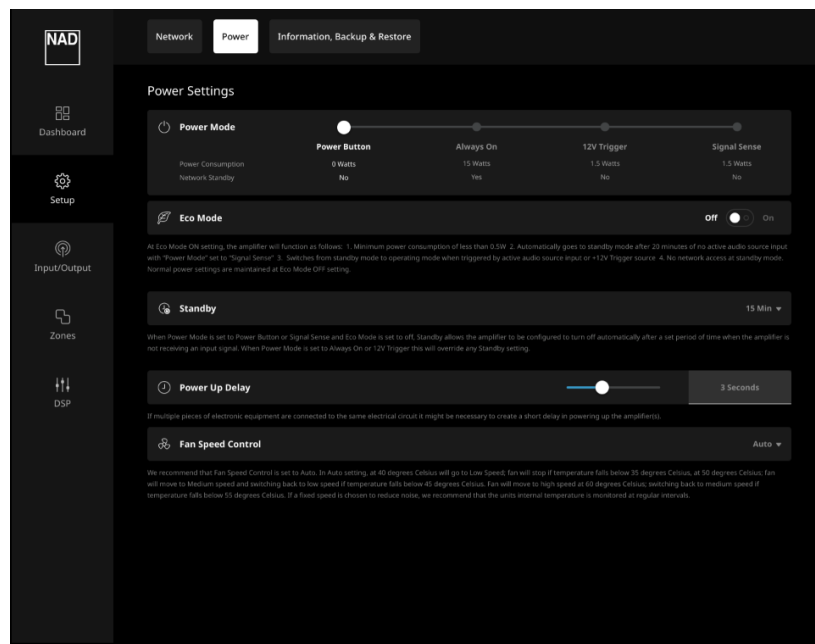 NAD
Network Power Information, Backup & Restore
Dashboard
Setup
Input/Output
Zones
DSP
Power Settings
Power Mode
Power Button Always On 12V Trigger Signal Sense
Power Consumption 0 Watts 15 Watts 1.5 Watts 1.5 Watts
Network Standby No Yes No No
Eco Mode Off On
At Eco Mode ON setting, the amplifier will function as follows: 1. Minimum power consumption of less than 0.5W 2. Automatically goes to standby mode after 20 minutes of no active audio source input
with "Power Mode" set to "Signal Sense" 3. Switches from standby mode to operating mode when triggered by active audio source input or +12V Trigger source 4. No network access at standby mode.
Normal power settings are maintained at Eco Mode OFF setting.
Standby 15 Min
When Power Mode is set to Power Button or Signal Sense and Eco Mode is set to off, Standby allows the amplifier to be configured to turn off automatically after a set period of time when the amplifier is
not receiving an input signal. When Power Mode is set to Always On or 12V Trigger this will override any Standby setting.
Power Up Delay 3 Seconds
If multiple pieces of electronic equipment are connected to the same electrical circuit it might be necessary to create a short delay in powering up the amplifier(s).
Fan Speed Control Auto
We recommend that Fan Speed Control is set to Auto. In Auto setting, at 40 degrees Celsius will go to Low Speed; fan will stop if temperature falls below 35 degrees Celsius, at 50 degrees Celsius; fan
will move to Medium speed and switching back to low speed if temperature falls below 45 degrees Celsius. Fan will move to high speed at 60 degrees Celsius; switching back to medium speed if
temperature falls below 55 degrees Celsius. If a fixed speed is chosen to reduce noise, we recommend that the units internal temperature is monitored at regular intervals.